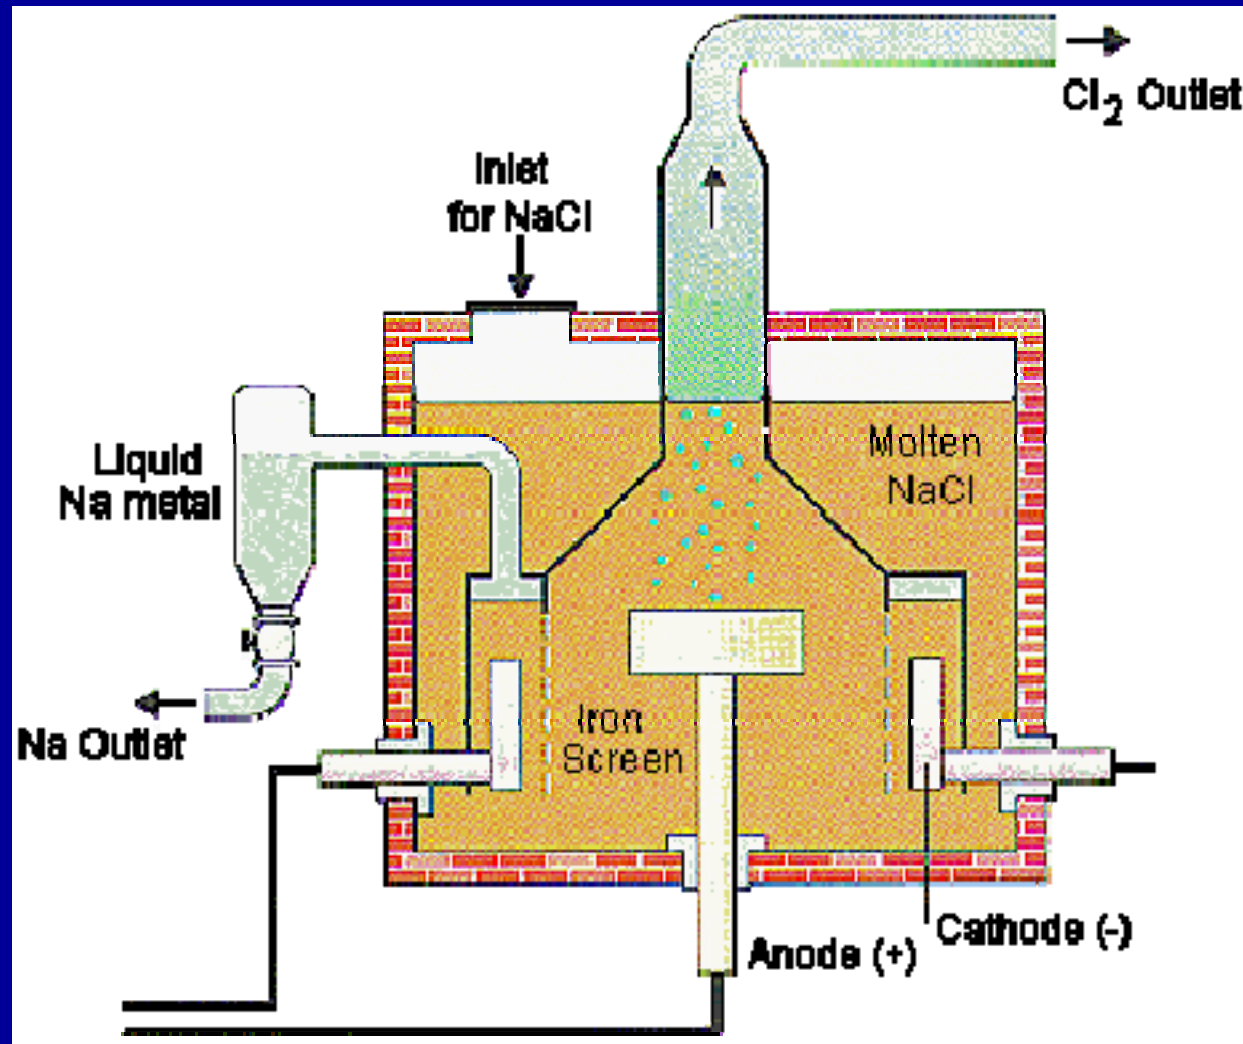 Cl₂ Outlet
Inlet
for NaCl
Molten
NaCl
Liquid
Na metal
Iron
Screen
Na Outlet
Cathode (-)
Anode (+)